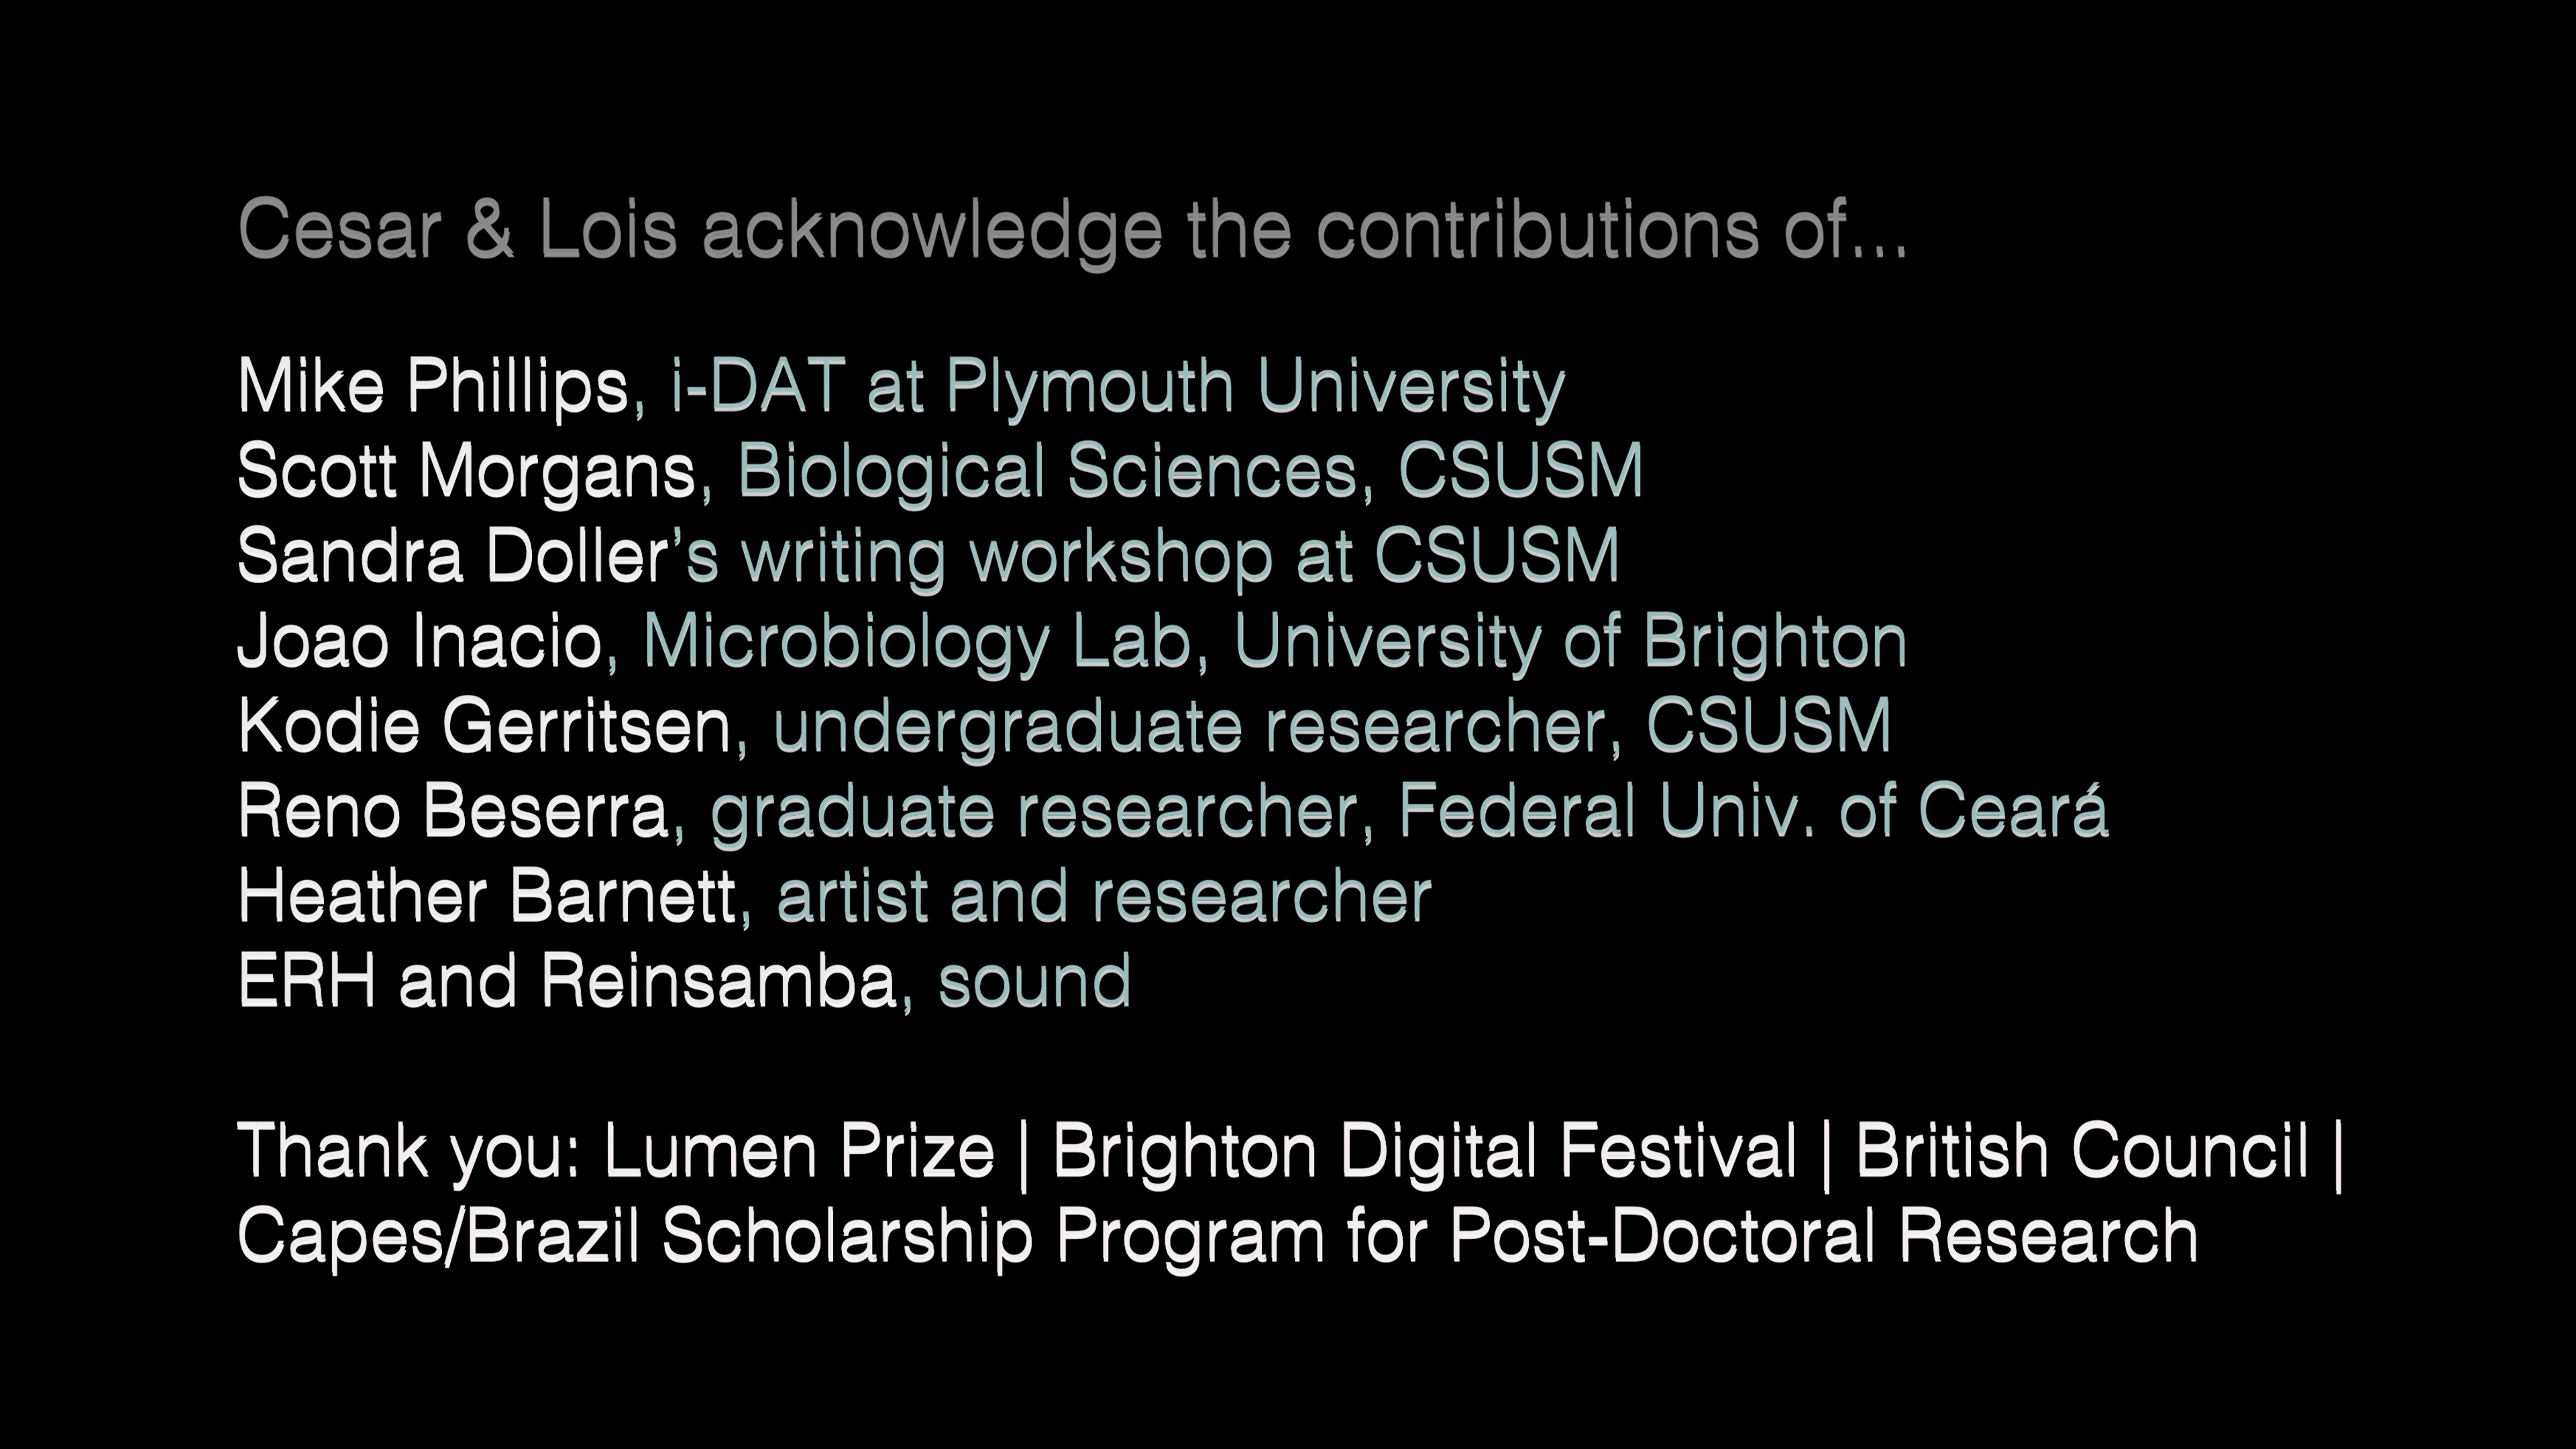 Cesar & Lois acknowledge the contributions of...
Mike Phillips, i-DAT at Plymouth University
Scott Morgans, Biological Sciences, CSUSM
Sandra Doller’s writing workshop at CSUSM
Joao Inacio, Microbiology Lab, University of Brighton
Kodie Gerritsen, undergraduate researcher, CSUSM
Reno Beserra, graduate researcher, Federal Univ. of Ceará
Heather Barnett, artist and researcher
ERH and Reinsamba, sound
Thank you: Lumen Prize | Brighton Digital Festival | British Council |
Capes/Brazil Scholarship Program for Post-Doctoral Research